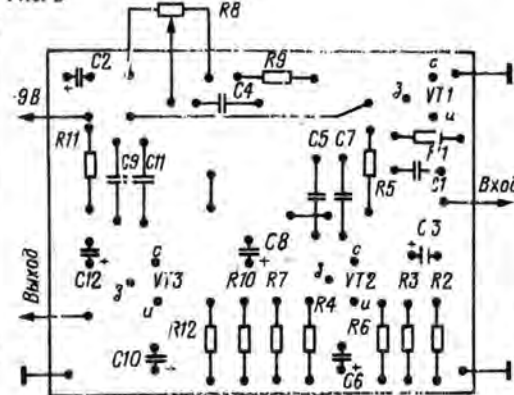 R8
C2
R9
C4
с
з
VT1
и
-9В
R11
C9
C11
C5
C7
R5
R1
C1
Вход
C3
C12
с
з
VT3
и
C8
R10
R7
з
с
VT2
и
R3
R2
Выход
R12
R4
R6
C10
C6